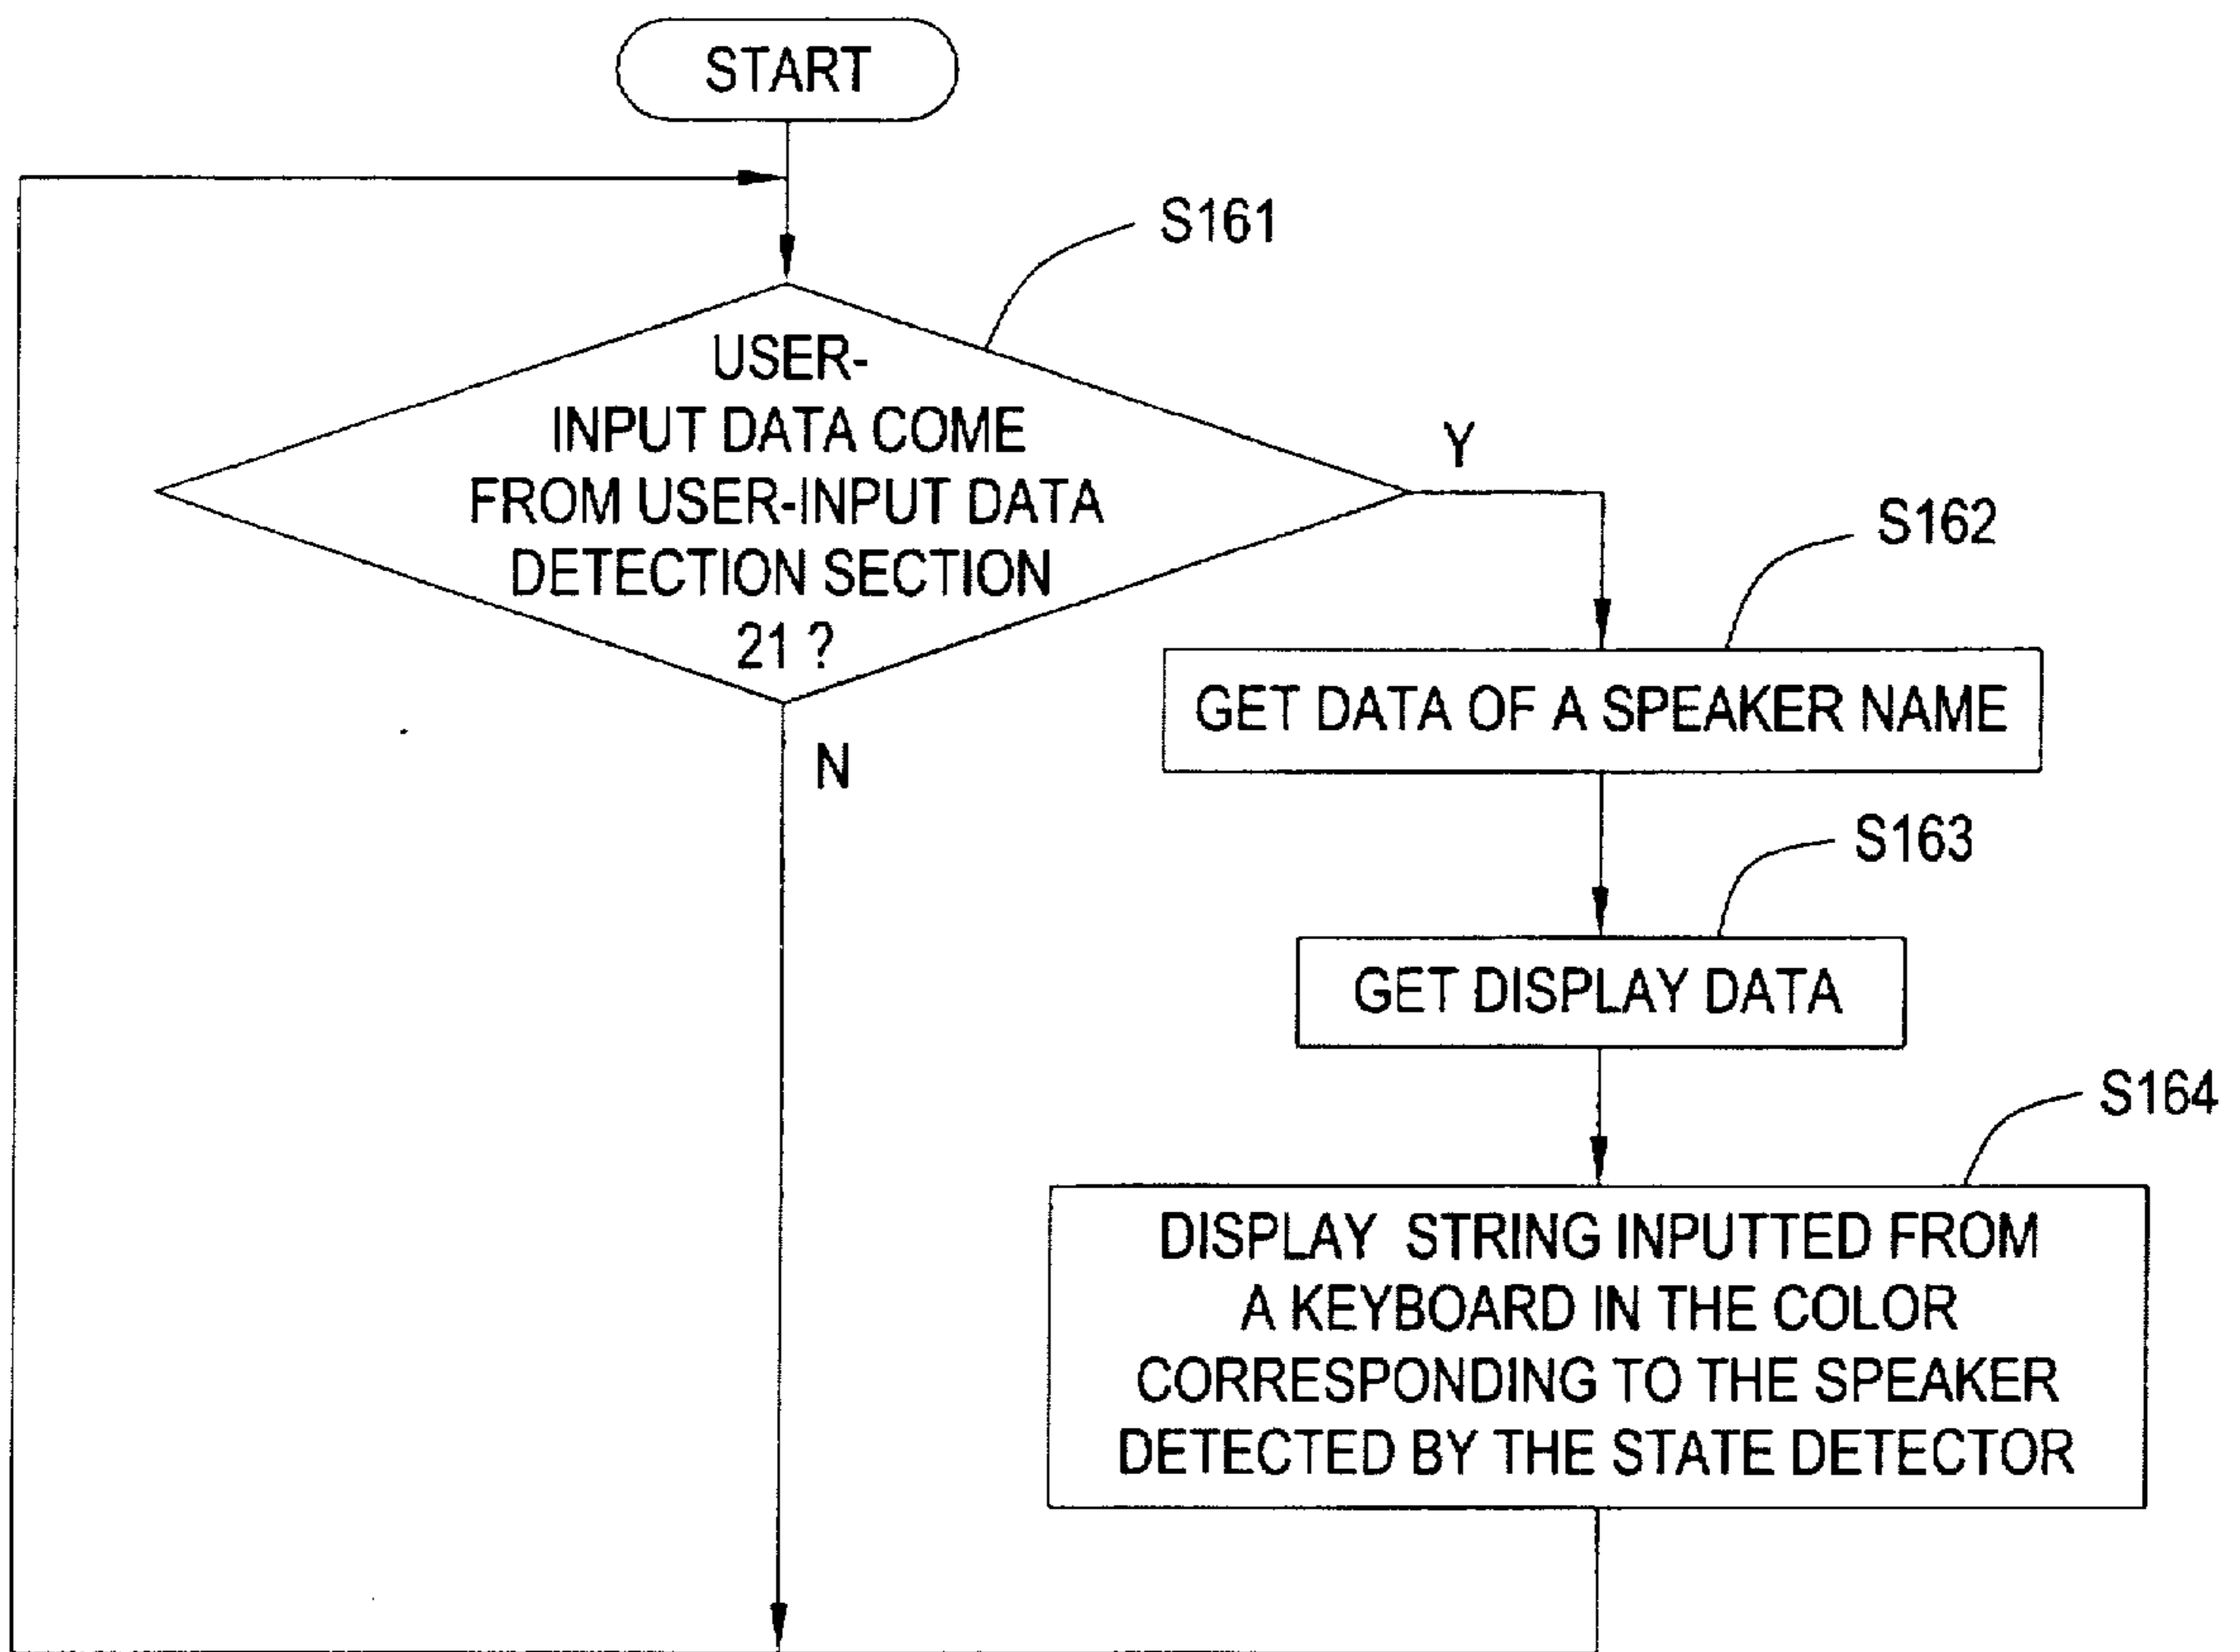 START
S161
USER-
INPUT DATA COME
FROM USER-INPUT DATA
DETECTION SECTION
21 ?
Y
N
S162
GET DATA OF A SPEAKER NAME
S163
GET DISPLAY DATA
S164
DISPLAY STRING INPUTTED FROM
A KEYBOARD IN THE COLOR
CORRESPONDING TO THE SPEAKER
DETECTED BY THE STATE DETECTOR